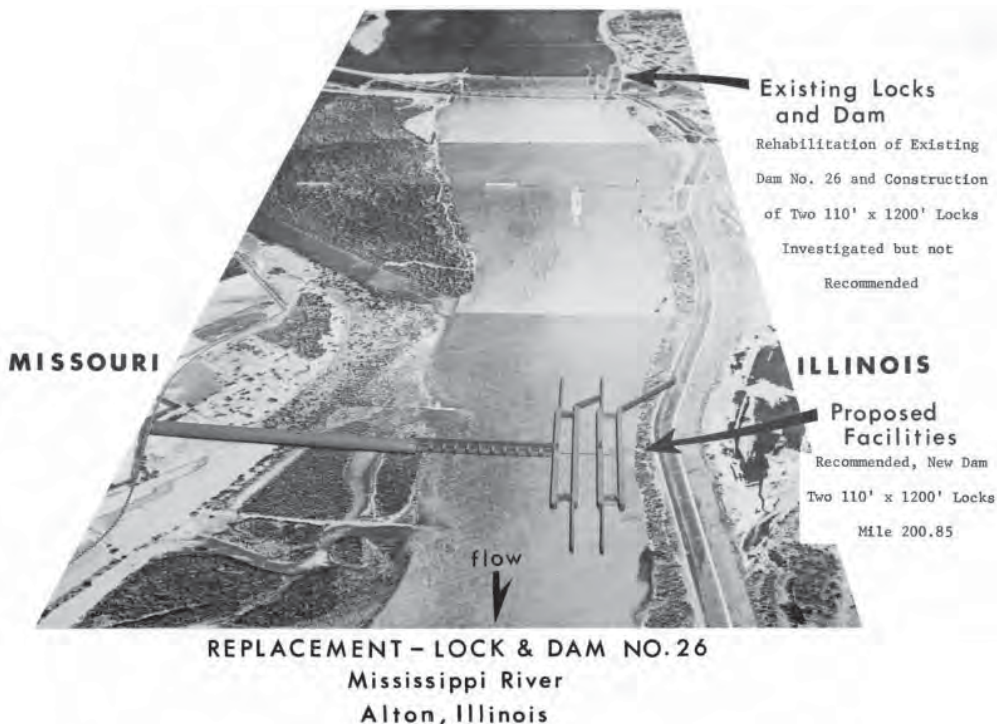 Existing Locks
and Dam
Rehabilitation of Existing
Dam No. 26 and Construction
of Two 110' x 1200' Locks
Investigated but not
Recommended
MISSOURI
ILLINOIS
Proposed
Facilities
Recommended, New Dam
Two 110' x 1200' Locks
Mile 200.85
flow
REPLACEMENT – LOCK & DAM NO. 26
Mississippi River
Alton, Illinois